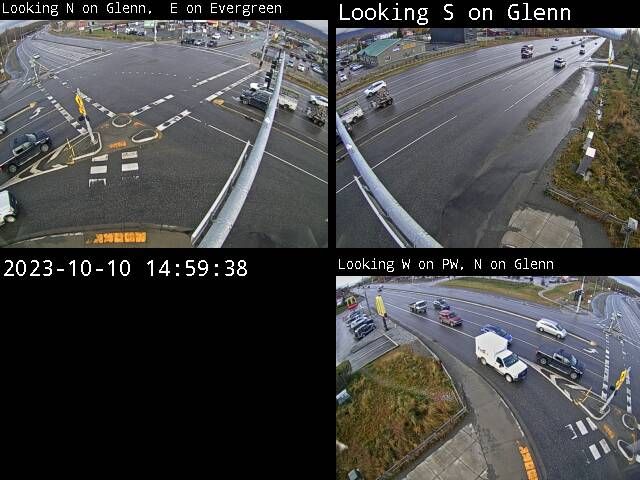 Looking N on Glenn, E on Evergreen
Looking S on Glenn
2023-10-10 14:59:38
Looking W on PW, N on Glenn